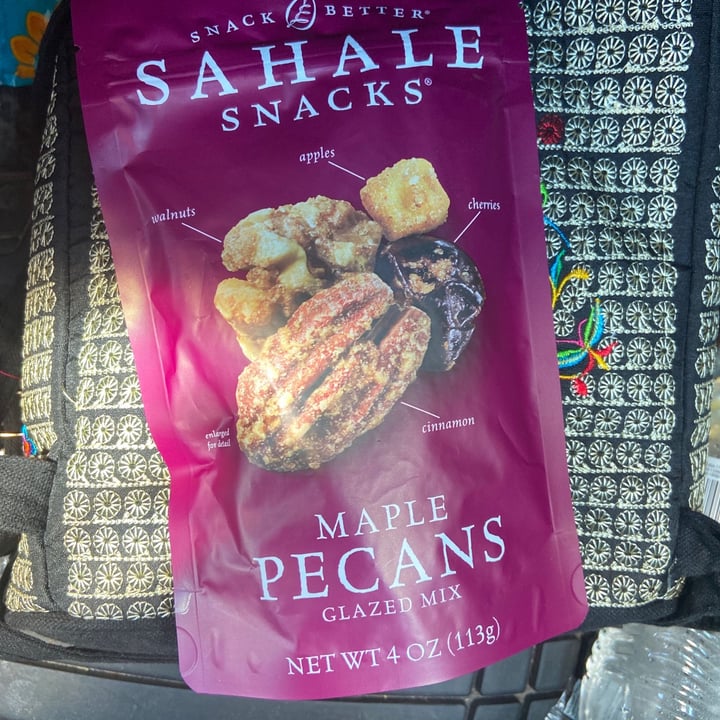 SNACK BETTER®
SAHALE
SNACKS®
apples
walnuts
cherries
enlarged
for detail
cinnamon
MAPLE
PECANS
GLAZED MIX
NET WT 4 OZ (113g)